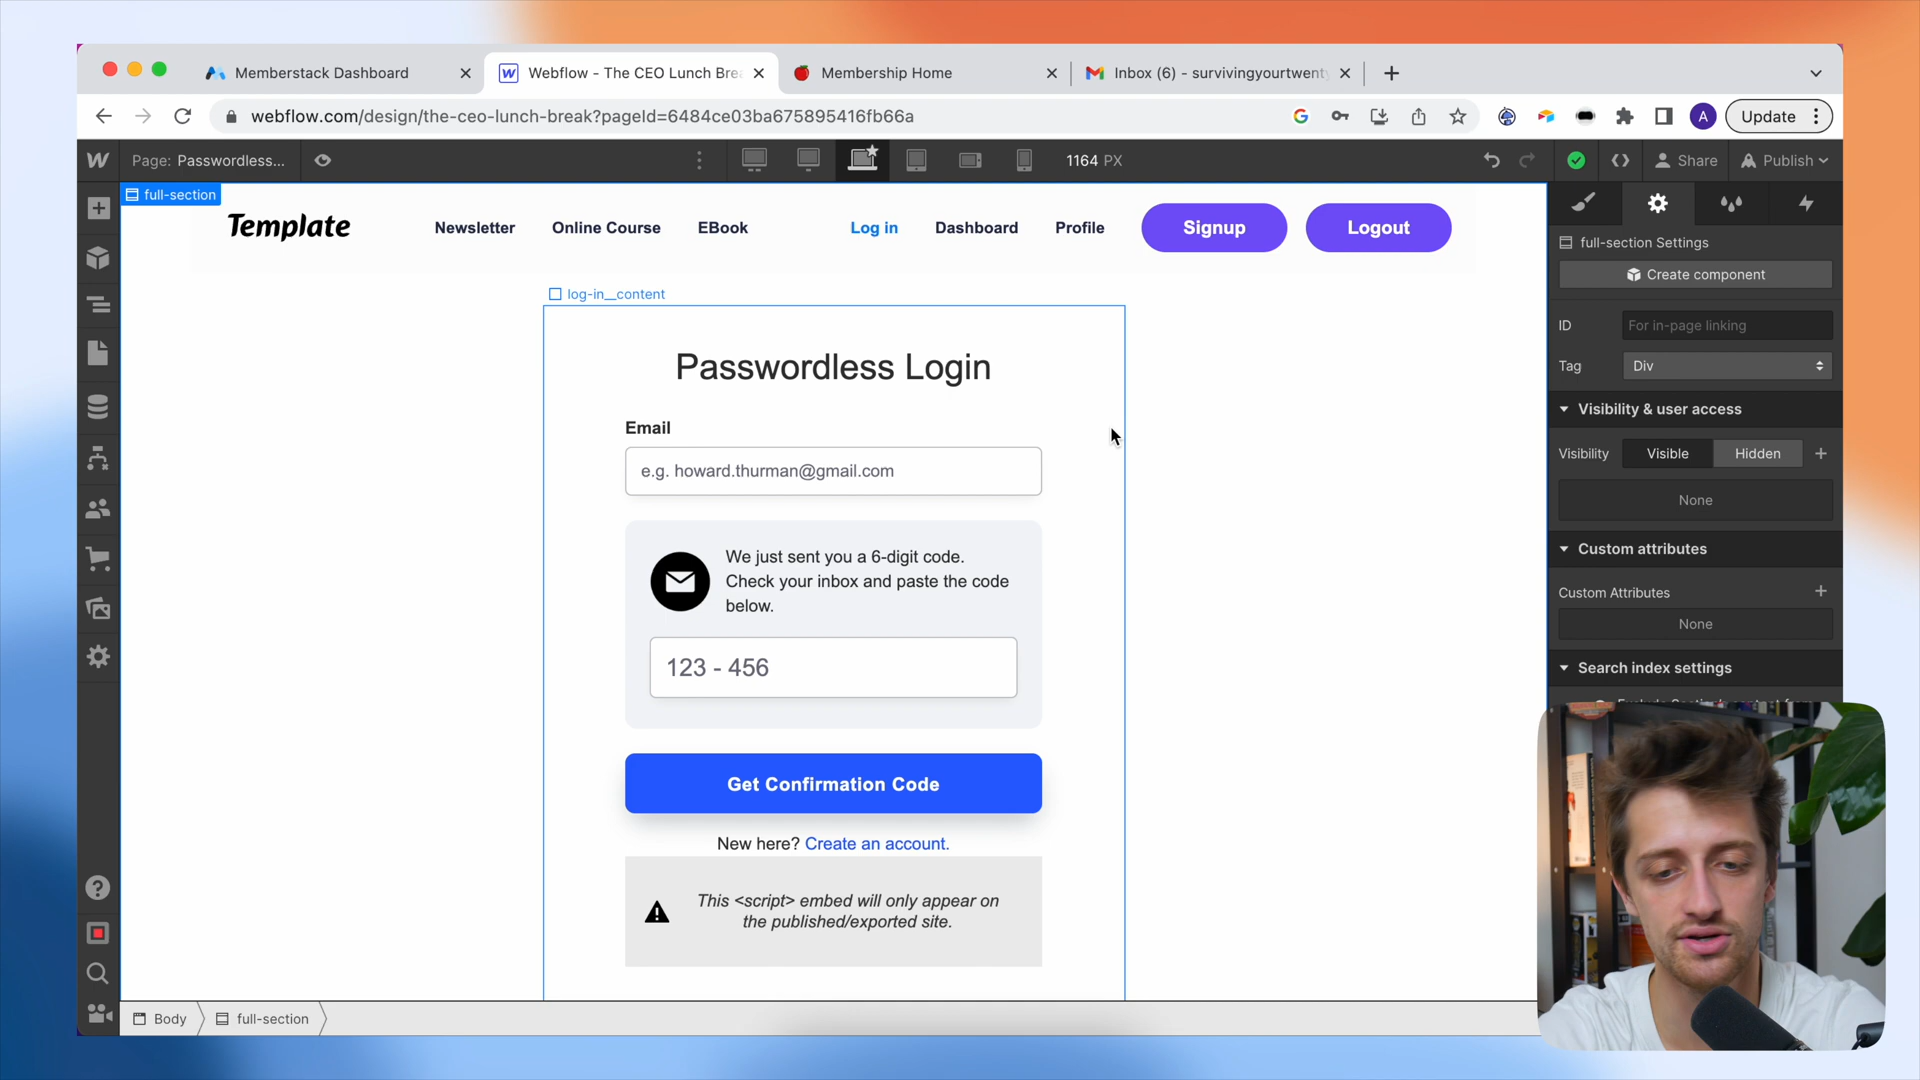 Memberstack Dashboard
Webflow - The CEO Lunch Brea
Membership Home
Inbox (6) - survivingyourtwenty
webflow.com/design/the-ceo-lunch-break?pageId=6484ce03ba675895416fb66a
A
Update
Page: Passwordless...
1164 PX
Share
Publish
full-section
Template
Newsletter
Online Course
EBook
Log in
Dashboard
Profile
Signup
Logout
log-in__content
Passwordless Login
Email
e.g. howard.thurman@gmail.com
We just sent you a 6-digit code.
Check your inbox and paste the code
below.
123 - 456
Get Confirmation Code
New here? Create an account.
This <script> embed will only appear on
the published/exported site.
full-section Settings
Create component
ID
For in-page linking
Tag
Div
Visibility & user access
Visibility
Visible
Hidden
None
Custom attributes
Custom Attributes
None
Search index settings
Body
full-section